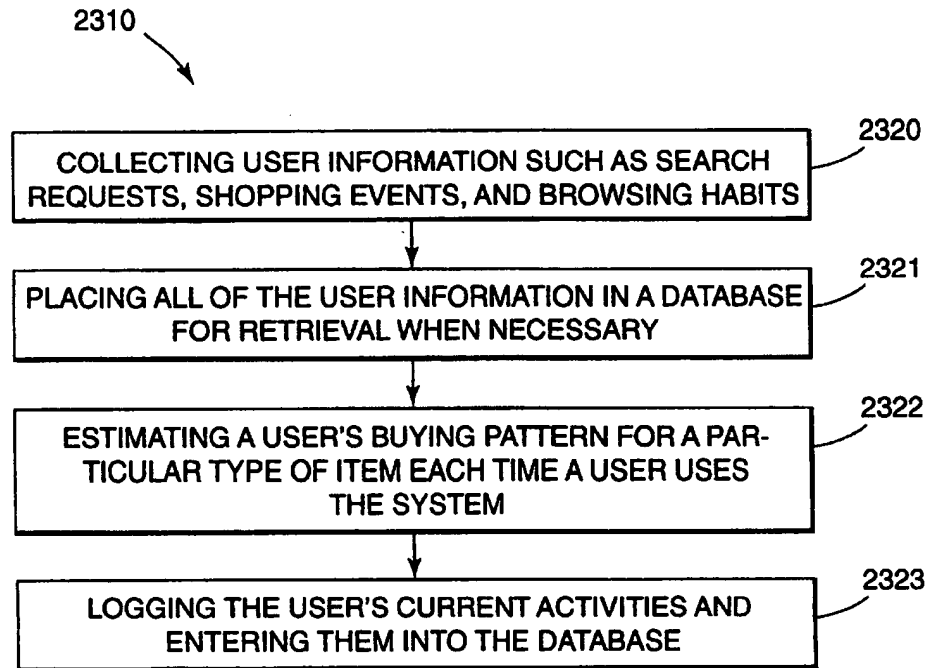 2310
2320
COLLECTING USER INFORMATION SUCH AS SEARCH
REQUESTS, SHOPPING EVENTS, AND BROWSING HABITS
2321
PLACING ALL OF THE USER INFORMATION IN A DATABASE
FOR RETRIEVAL WHEN NECESSARY
2322
ESTIMATING A USER'S BUYING PATTERN FOR A PAR-
TICULAR TYPE OF ITEM EACH TIME A USER USES
THE SYSTEM
2323
LOGGING THE USER'S CURRENT ACTIVITIES AND
ENTERING THEM INTO THE DATABASE